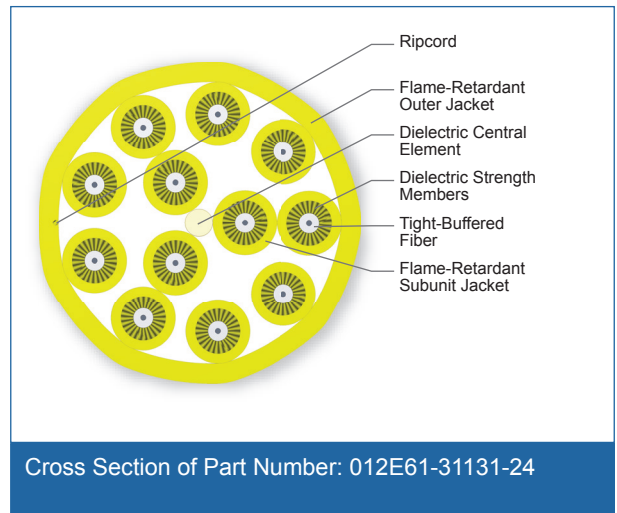 Ripcord
Flame-Retardant
Outer Jacket
Dielectric Central
Element
Dielectric Strength
Members
Tight-Buffered
Fiber
Flame-Retardant
Subunit Jacket
Cross Section of Part Number: 012E61-31131-24